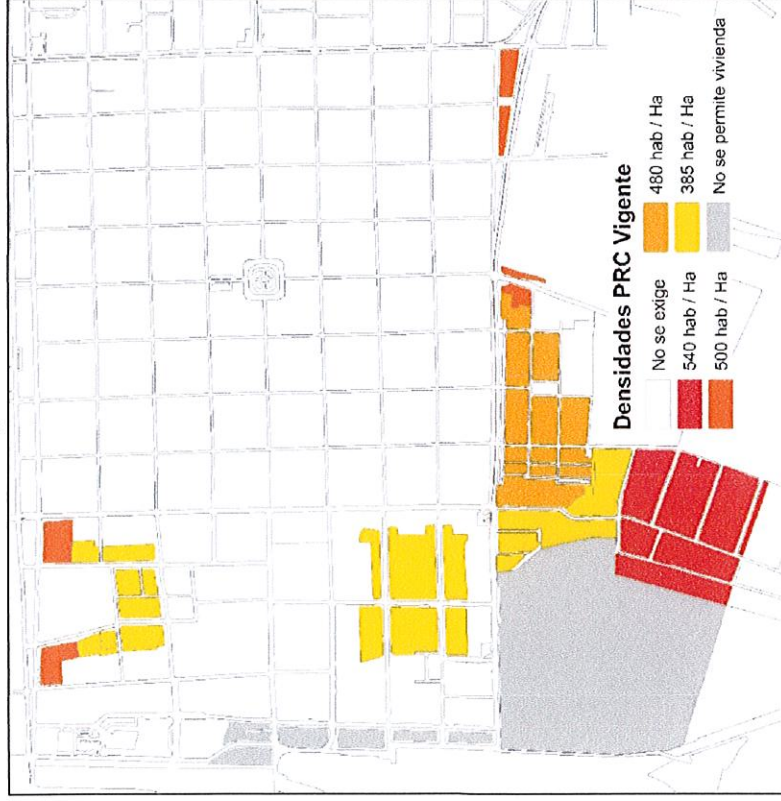 Densidades PRC Vigente
No se exige
540 hab / Ha
500 hab / Ha
480 hab / Ha
385 hab / Ha
No se permite vivienda